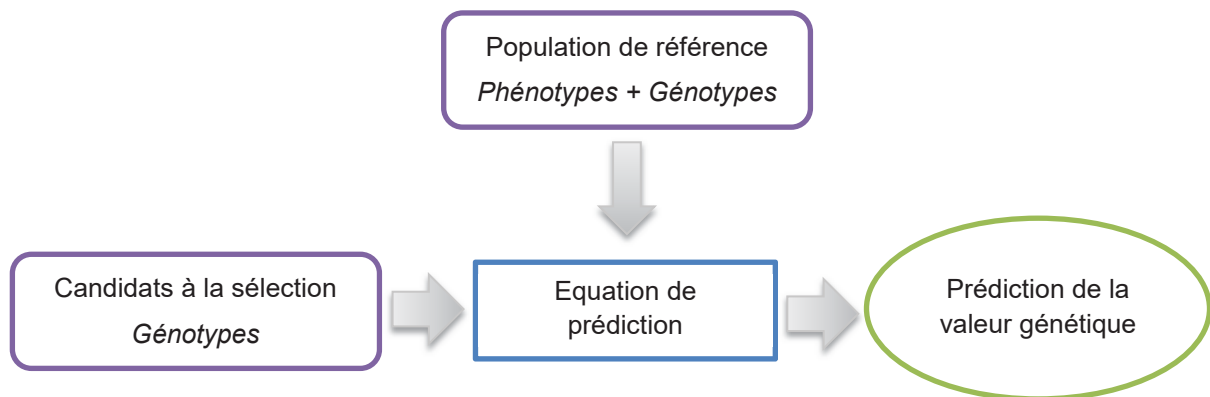 Population de référence
Phénotypes + Génotypes
Candidats à la sélection
Génotypes
Equation de
prédiction
Prédiction de la
valeur génétique